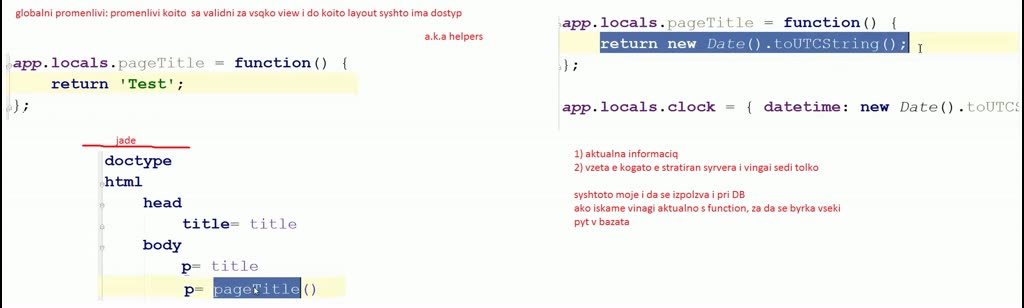 globalni promenlivi: promenlivi koito sa validni za vsqko view i do koito layout syshto ima dostyp
a.k.a helpers
app.locals.pageTitle = function() {
return 'Test';
};
jade
doctype
html
head
title= title
body
p= title
p= pageTitle()
app.locals.pageTitle = function() {
return new Date().toUTCString();
};
app.locals.clock = { datetime: new Date().toUTCS
1) aktualna informaciq
2) vzeta e kogato e stratiran syrvera i vingai sedi tolko
syshtoto moje i da se izpolzva i pri DB
ako iskame vinagi aktualno s function, za da se byrka vseki
pyt v bazata